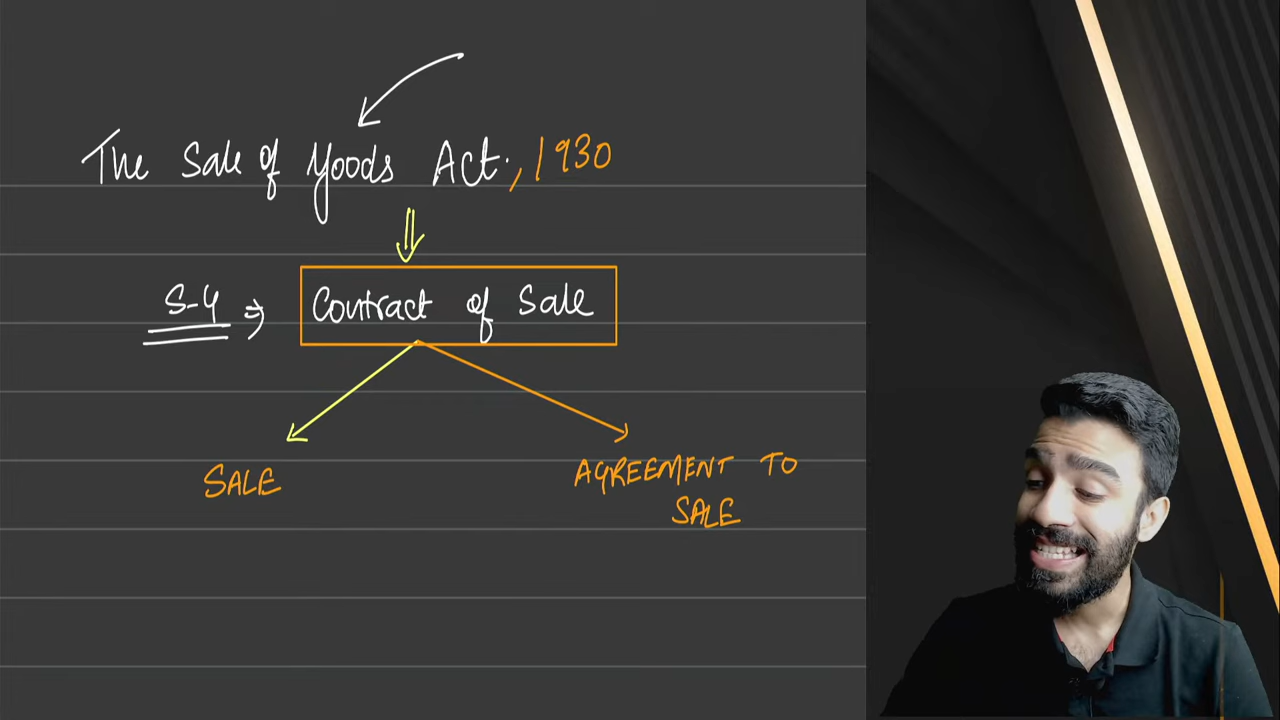 The Sale of Goods Act., 1930
S-4 ⇒ Contract of Sale
SALE
AGREEMENT TO
SALE